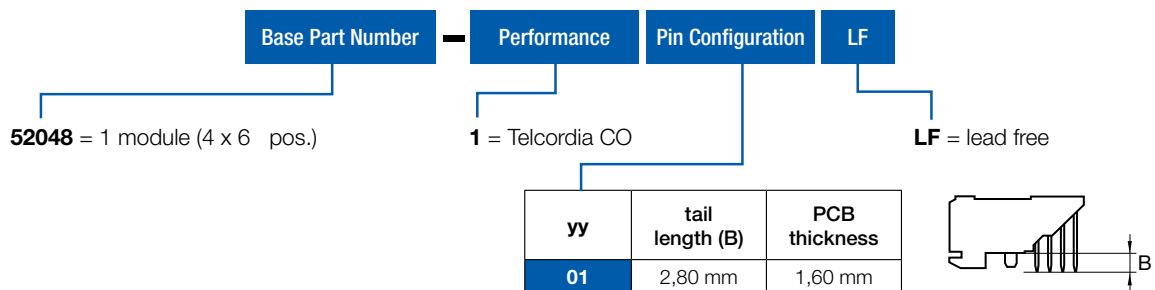 Base Part Number – Performance Pin Configuration LF
52048 = 1 module (4 x 6 pos.) 1 = Telcordia CO LF = lead free
yy tail length (B) PCB thickness
01 2,80 mm 1,60 mm
B